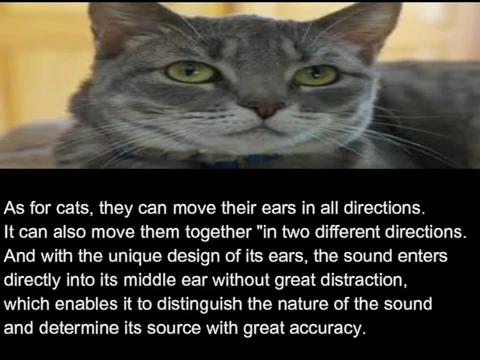 As for cats, they can move their ears in all directions.
It can also move them together "in two different directions.
And with the unique design of its ears, the sound enters
directly into its middle ear without great distraction,
which enables it to distinguish the nature of the sound
and determine its source with great accuracy.